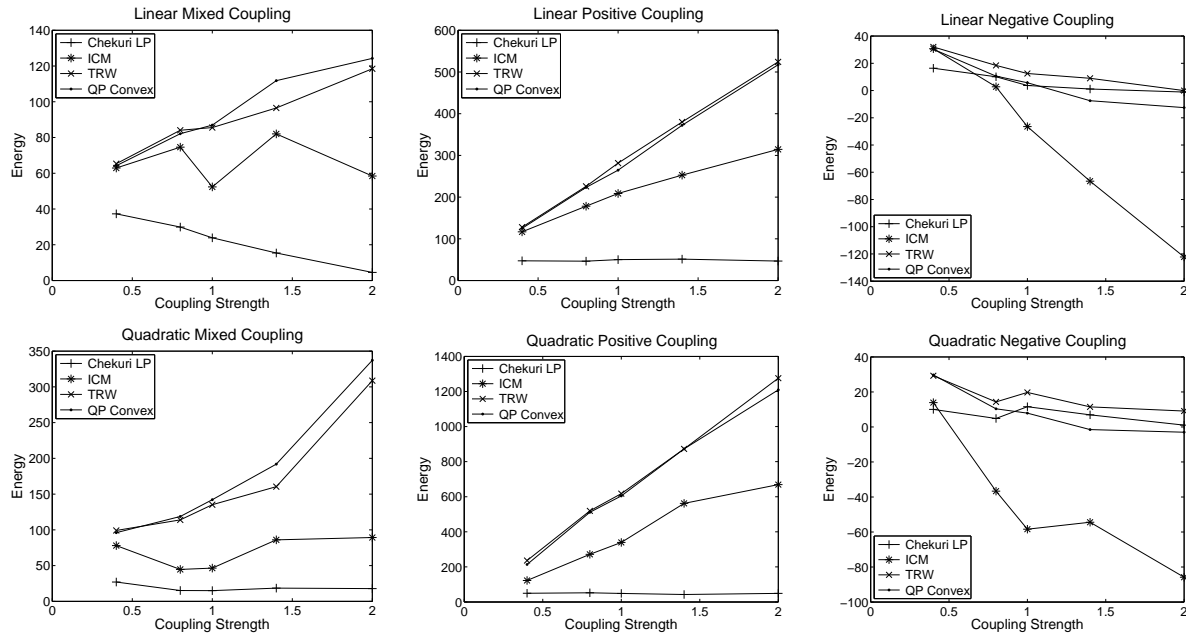 Linear Mixed Coupling
140
120
100
80
60
40
20
0
Energy
Chekuri LP
ICM
TRW
QP Convex
0
0.5
1
1.5
2
Coupling Strength
Linear Positive Coupling
600
500
400
300
200
100
0
Energy
Chekuri LP
ICM
TRW
QP Convex
0
0.5
1
1.5
2
Coupling Strength
Linear Negative Coupling
40
20
0
−20
−40
−60
−80
−100
−120
−140
Energy
Chekuri LP
ICM
TRW
QP Convex
0
0.5
1
1.5
2
Coupling Strength
Quadratic Mixed Coupling
350
300
250
200
150
100
50
0
Energy
Chekuri LP
ICM
TRW
QP Convex
0
0.5
1
1.5
2
Coupling Strength
Quadratic Positive Coupling
1400
1200
1000
800
600
400
200
0
Energy
Chekuri LP
ICM
TRW
QP Convex
0
0.5
1
1.5
2
Coupling Strength
Quadratic Negative Coupling
40
20
0
−20
−40
−60
−80
−100
Energy
Chekuri LP
ICM
TRW
QP Convex
0
0.5
1
1.5
2
Coupling Strength